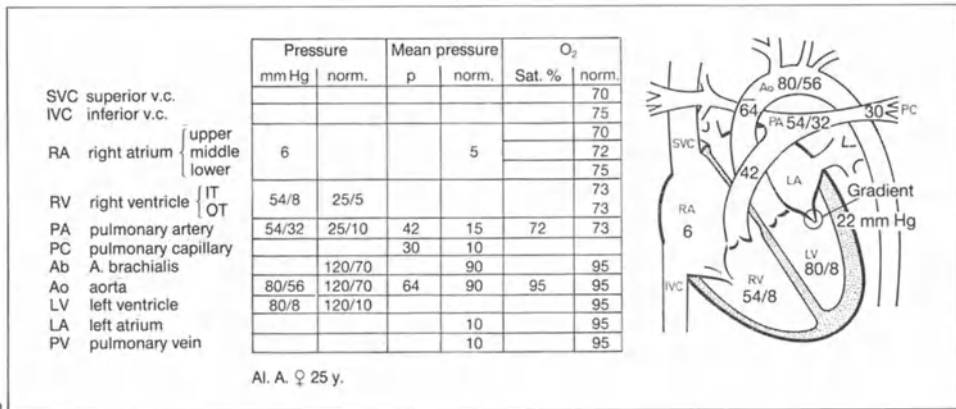 Pressure Mean pressure O₂
mm Hg norm. p norm. Sat. % norm.
SVC superior v.c. 70
IVC inferior v.c. 75
RA right atrium { upper 70
middle 6 5 72
lower 75
RV right ventricle { IT 54/8 25/5 73
OT 73
PA pulmonary artery 54/32 25/10 42 15 72 73
PC pulmonary capillary 30 10
Ab A. brachialis 120/70 90 95
Ao aorta 80/56 120/70 64 90 95 95
LV left ventricle 80/8 120/10 95
LA left atrium 10 95
PV pulmonary vein 10 95
Al. A. ♀ 25 y.
Ao 80/56
64
PA 54/32
30 PC
SVC
42
LA
Gradient
22 mm Hg
RA
6
LV
80/8
IVC
RV
54/8